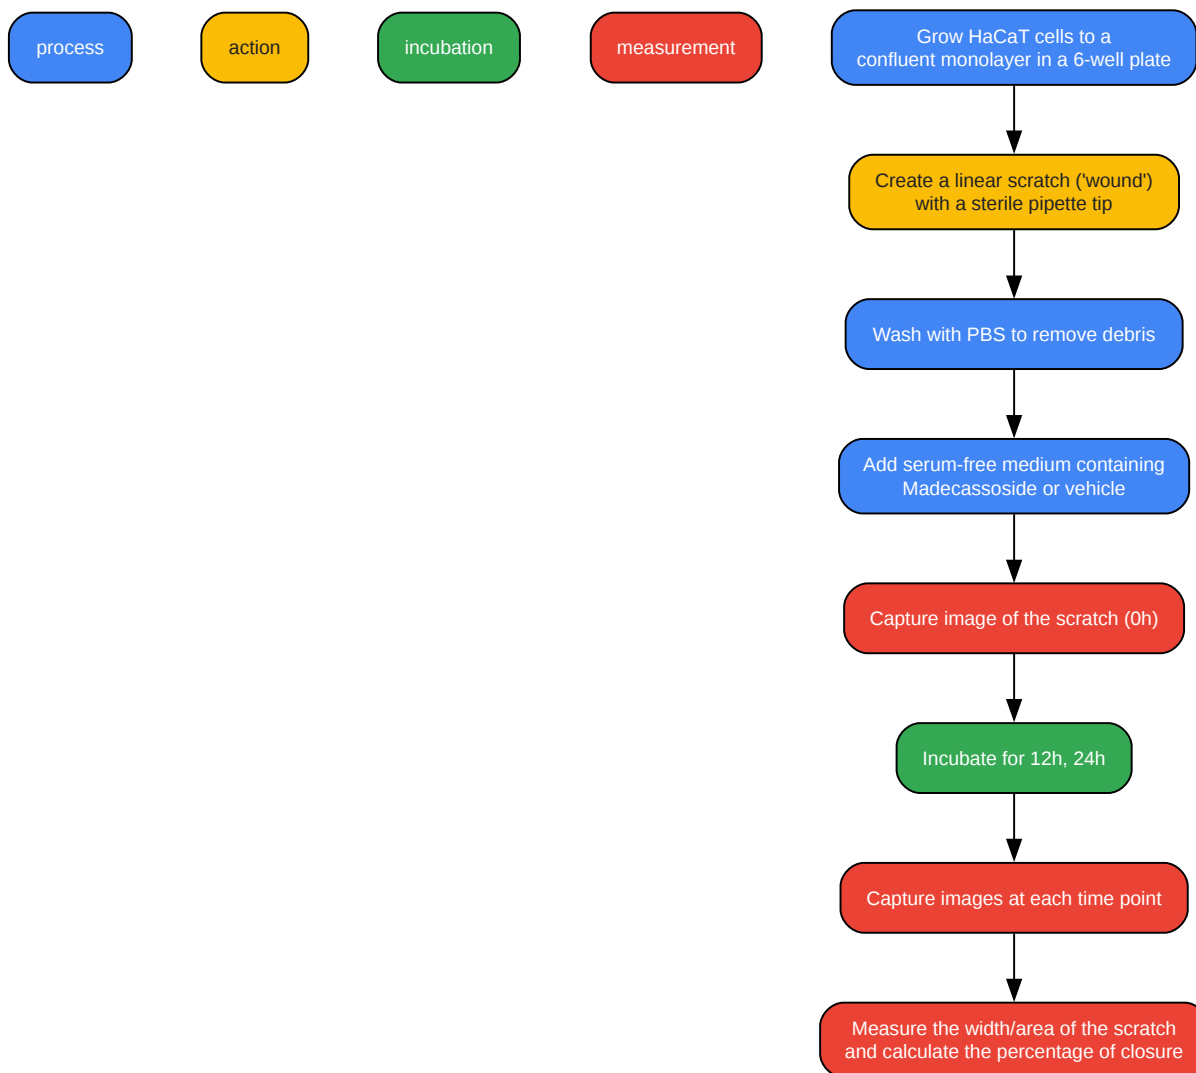 process
action
incubation
measurement
Grow HaCaT cells to a
confluent monolayer in a 6-well plate
Create a linear scratch ('wound')
with a sterile pipette tip
Wash with PBS to remove debris
Add serum-free medium containing
Madecassoside or vehicle
Capture image of the scratch (0h)
Incubate for 12h, 24h
Capture images at each time point
Measure the width/area of the scratch
and calculate the percentage of closure